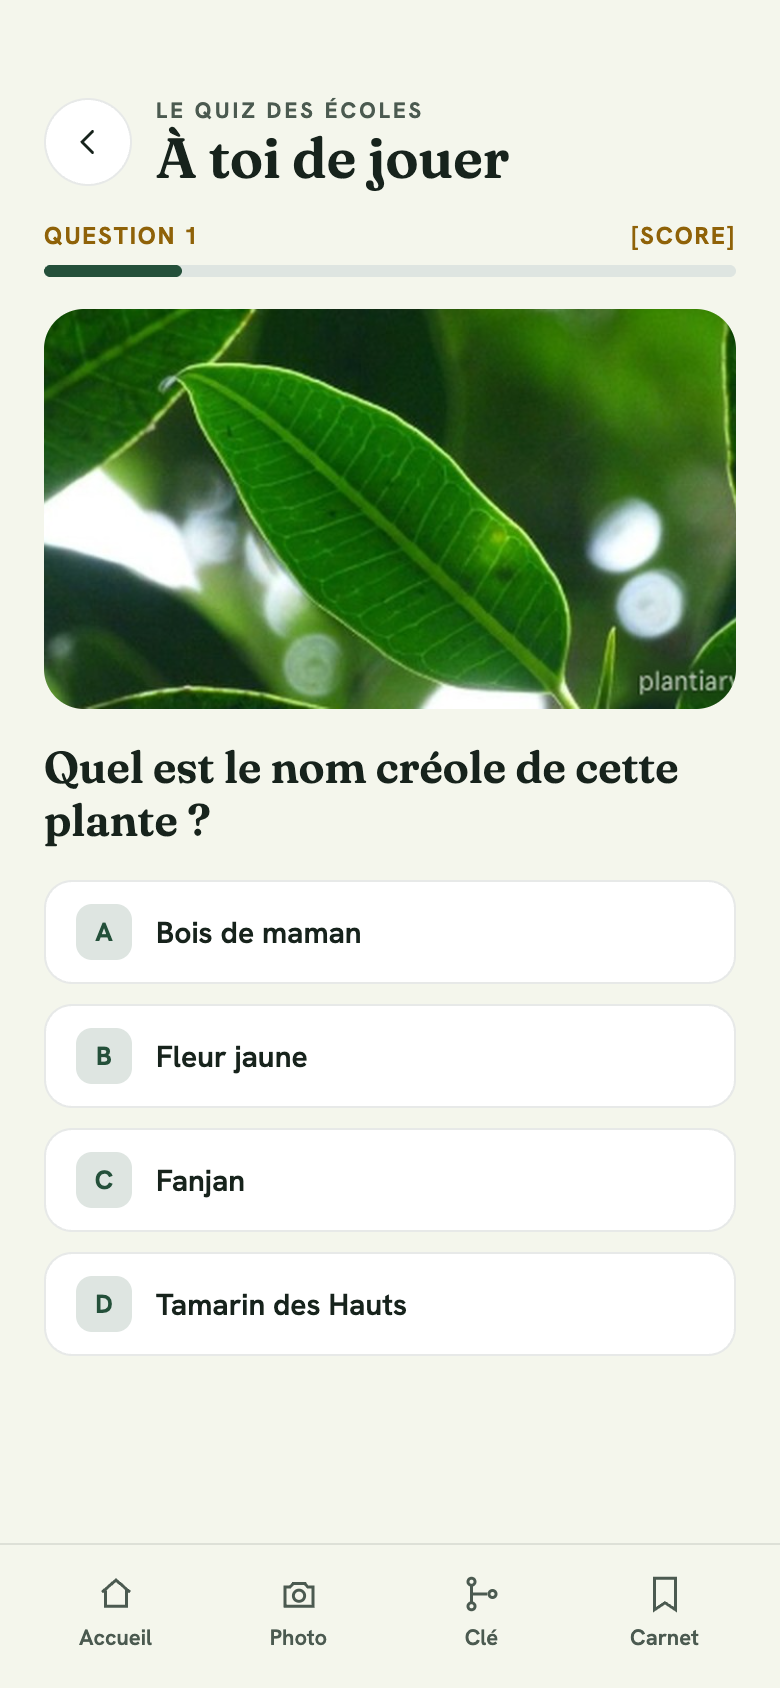 LE QUIZ DES ÉCOLES
À toi de jouer
QUESTION 1
[SCORE]
plantiary
Quel est le nom créole de cette
plante ?
A
Bois de maman
B
Fleur jaune
C
Fanjan
D
Tamarin des Hauts
Accueil
Photo
Clé
Carnet